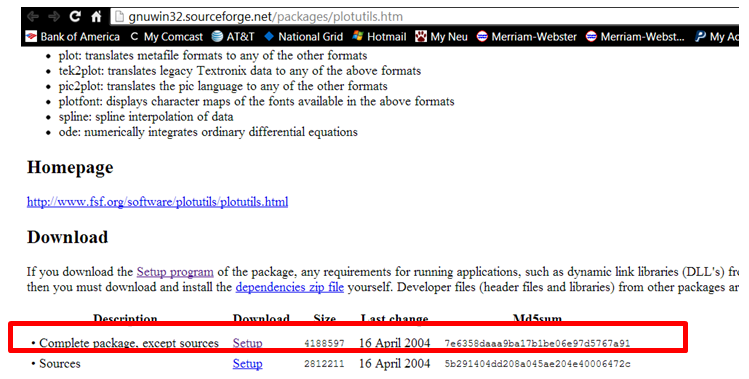 gnuwin32.sourceforge.net/packages/plotutils.htm
Bank of America C My Comcast AT&T National Grid Hotmail My Neu Merriam-Webster Merriam-Webst... My Ac
• plot: translates metafile formats to any of the other formats
• tek2plot: translates legacy Textronix data to any of the above formats
• pic2plot: translates the pic language to any of the other formats
• plotfont: displays character maps of the fonts available in the above formats
• spline: spline interpolation of data
• ode: numerically integrates ordinary differential equations
Homepage
http://www.fsf.org/software/plotutils/plotutils.html
Download
If you download the Setup program of the package, any requirements for running applications, such as dynamic link libraries (DLL's) fro
then you must download and install the dependencies zip file yourself. Developer files (header files and libraries) from other packages ar
Description Download Size Last change Md5sum
• Complete package, except sources Setup 4188597 16 April 2004 7e6358daaa9ba17b1be06e97d5767a91
• Sources Setup 2812211 16 April 2004 5b291404dd208a045ae204e40006472c